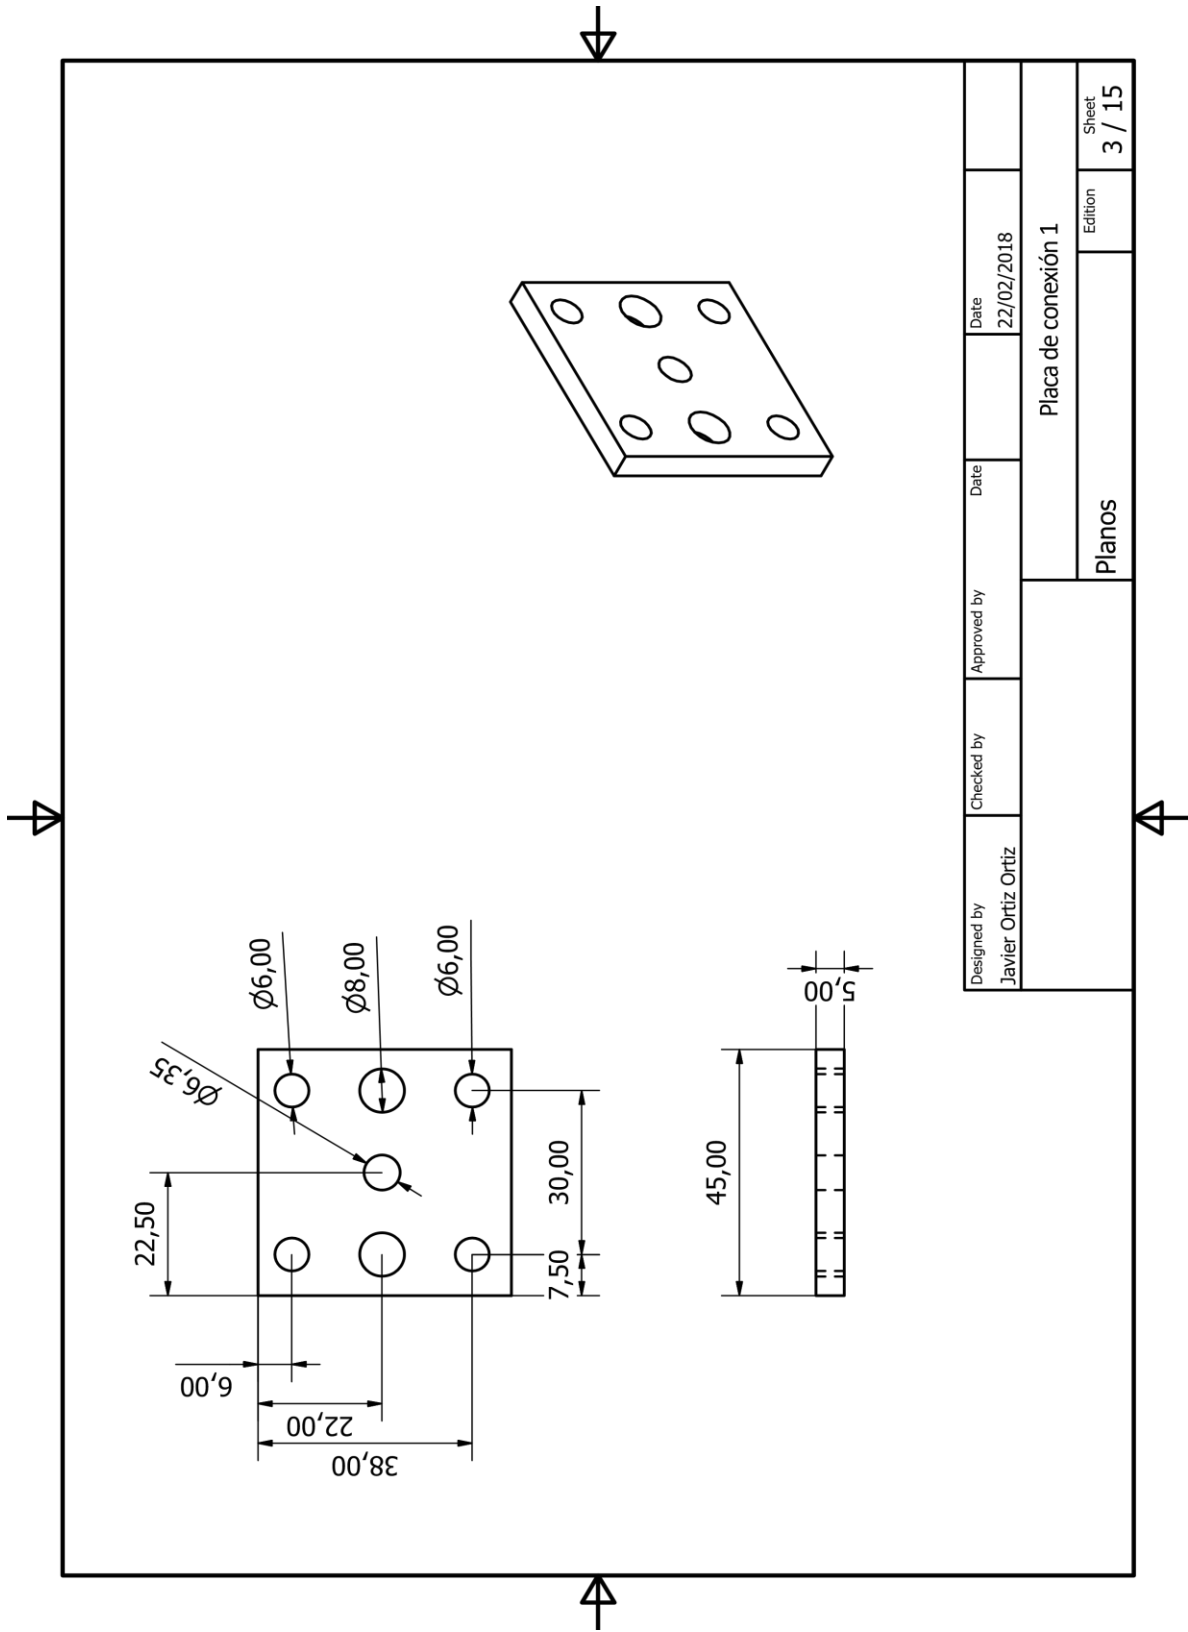 6,00
22,00
38,00
22,50
Ø6,35
Ø6,00
Ø8,00
Ø6,00
7,50
30,00
45,00
5,00
Designed by
Javier Ortiz Ortiz
Checked by
Approved by
Date
Date
22/02/2018
Placa de conexión 1
Planos
Edition
Sheet
3 / 15